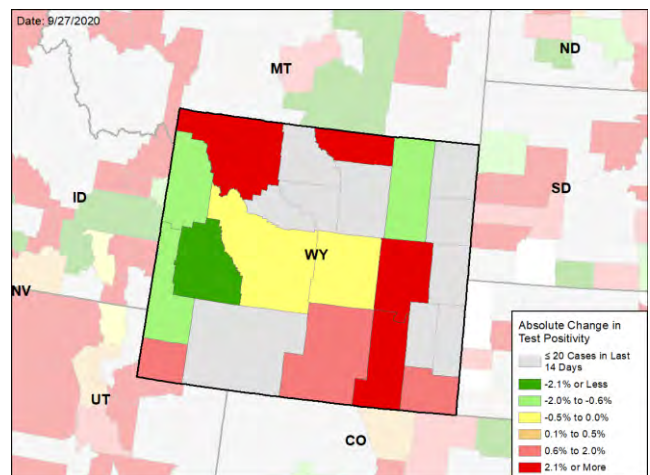 Date: 9/27/2020
ND
MT
SD
ID
WY
NV
UT
CO
Absolute Change in
Test Positivity
≤ 20 Cases in Last
14 Days
-2.1% or Less
-2.0% to -0.6%
-0.5% to 0.0%
0.1% to 0.5%
0.6% to 2.0%
2.1% or More